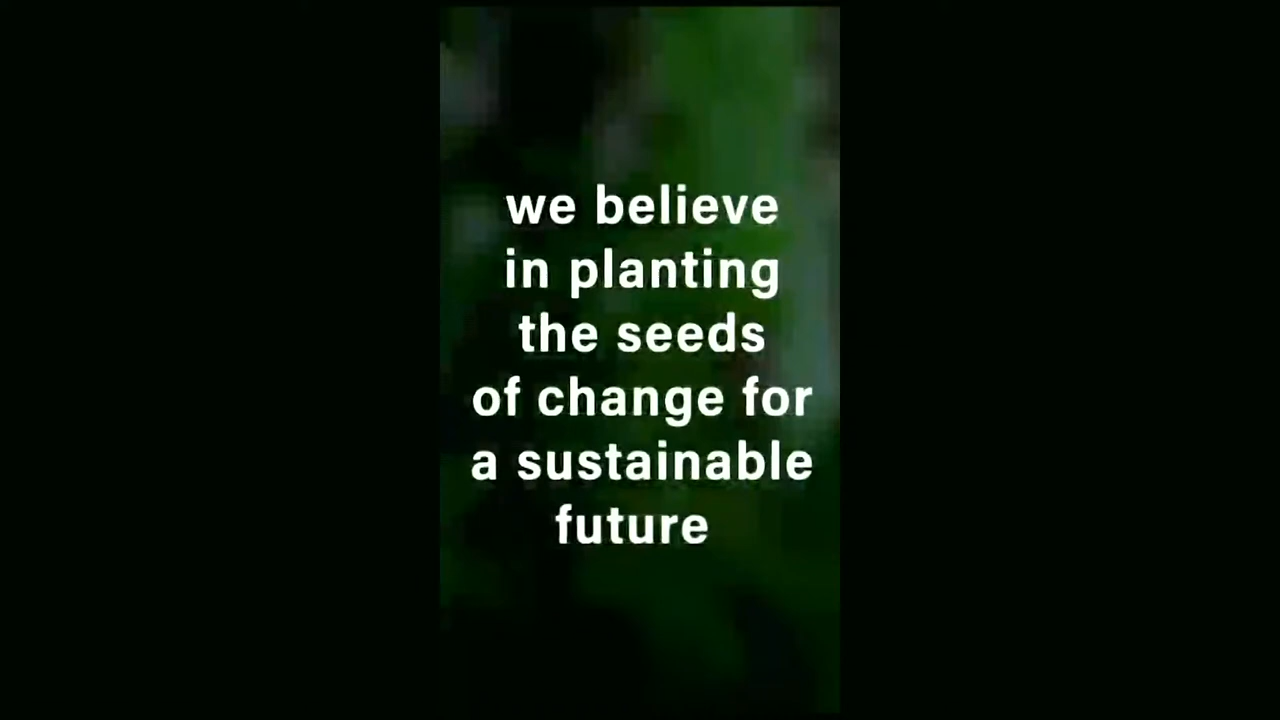 we believe
in planting
the seeds
of change for
a sustainable
future